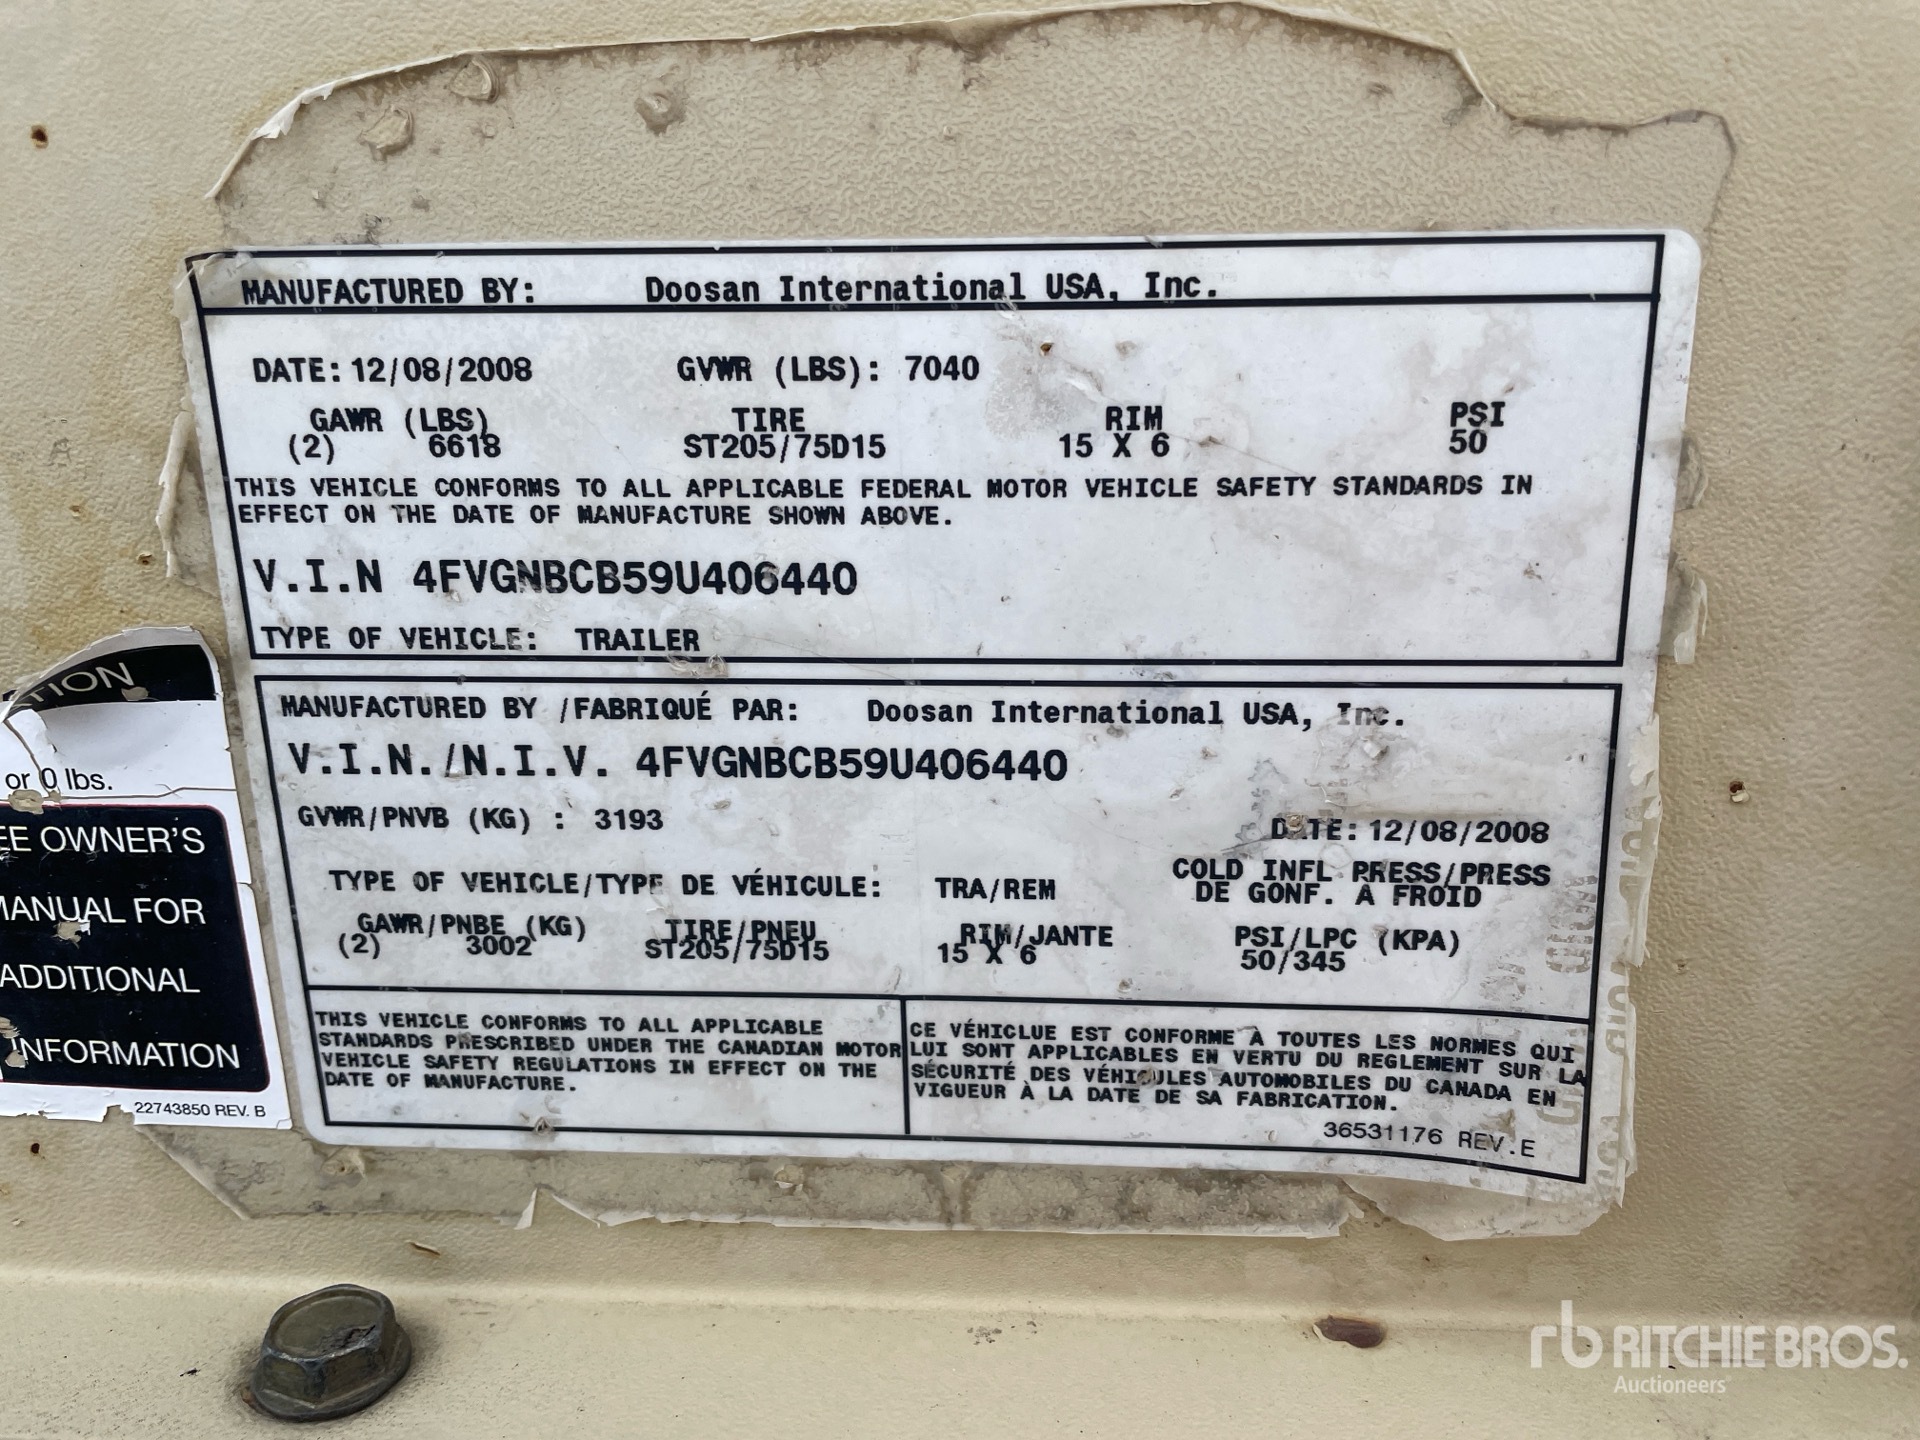 MANUFACTURED BY: Doosan International USA, Inc.
DATE: 12/08/2008 GVWR (LBS): 7040
GAWR (LBS) TIRE RIM PSI
(2) 6618 ST205/75D15 15 X 6 50
THIS VEHICLE CONFORMS TO ALL APPLICABLE FEDERAL MOTOR VEHICLE SAFETY STANDARDS IN
EFFECT ON THE DATE OF MANUFACTURE SHOWN ABOVE.
V.I.N 4FVGNBCB59U406440
TYPE OF VEHICLE: TRAILER
MANUFACTURED BY /FABRIQUÉ PAR: Doosan International USA, Inc.
V.I.N./N.I.V. 4FVGNBCB59U406440
GVWR/PNVB (KG) : 3193
DATE: 12/08/2008
TYPE OF VEHICLE/TYPE DE VÉHICULE: TRA/REM
COLD INFL PRESS/PRESS
DE GONF. A FROID
GAWR/PNBE (KG) TIRE/PNEU RIM/JANTE PSI/LPC (KPA)
(2) 3002 ST205/75D15 15 X 6 50/345
THIS VEHICLE CONFORMS TO ALL APPLICABLE
STANDARDS PRESCRIBED UNDER THE CANADIAN MOTOR
VEHICLE SAFETY REGULATIONS IN EFFECT ON THE
DATE OF MANUFACTURE.
CE VÉHICLUE EST CONFORME À TOUTES LES NORMES QUI
LUI SONT APPLICABLES EN VERTU DU REGLEMENT SUR LA
SÉCURITÉ DES VÉHICULES AUTOMOBILES DU CANADA EN
VIGUEUR À LA DATE DE SA FABRICATION.
36531176 REV.E
TION
or 0 lbs.
EE OWNER'S
MANUAL FOR
ADDITIONAL
INFORMATION
22743850 REV. B
rb RITCHIE BROS.
Auctioneers